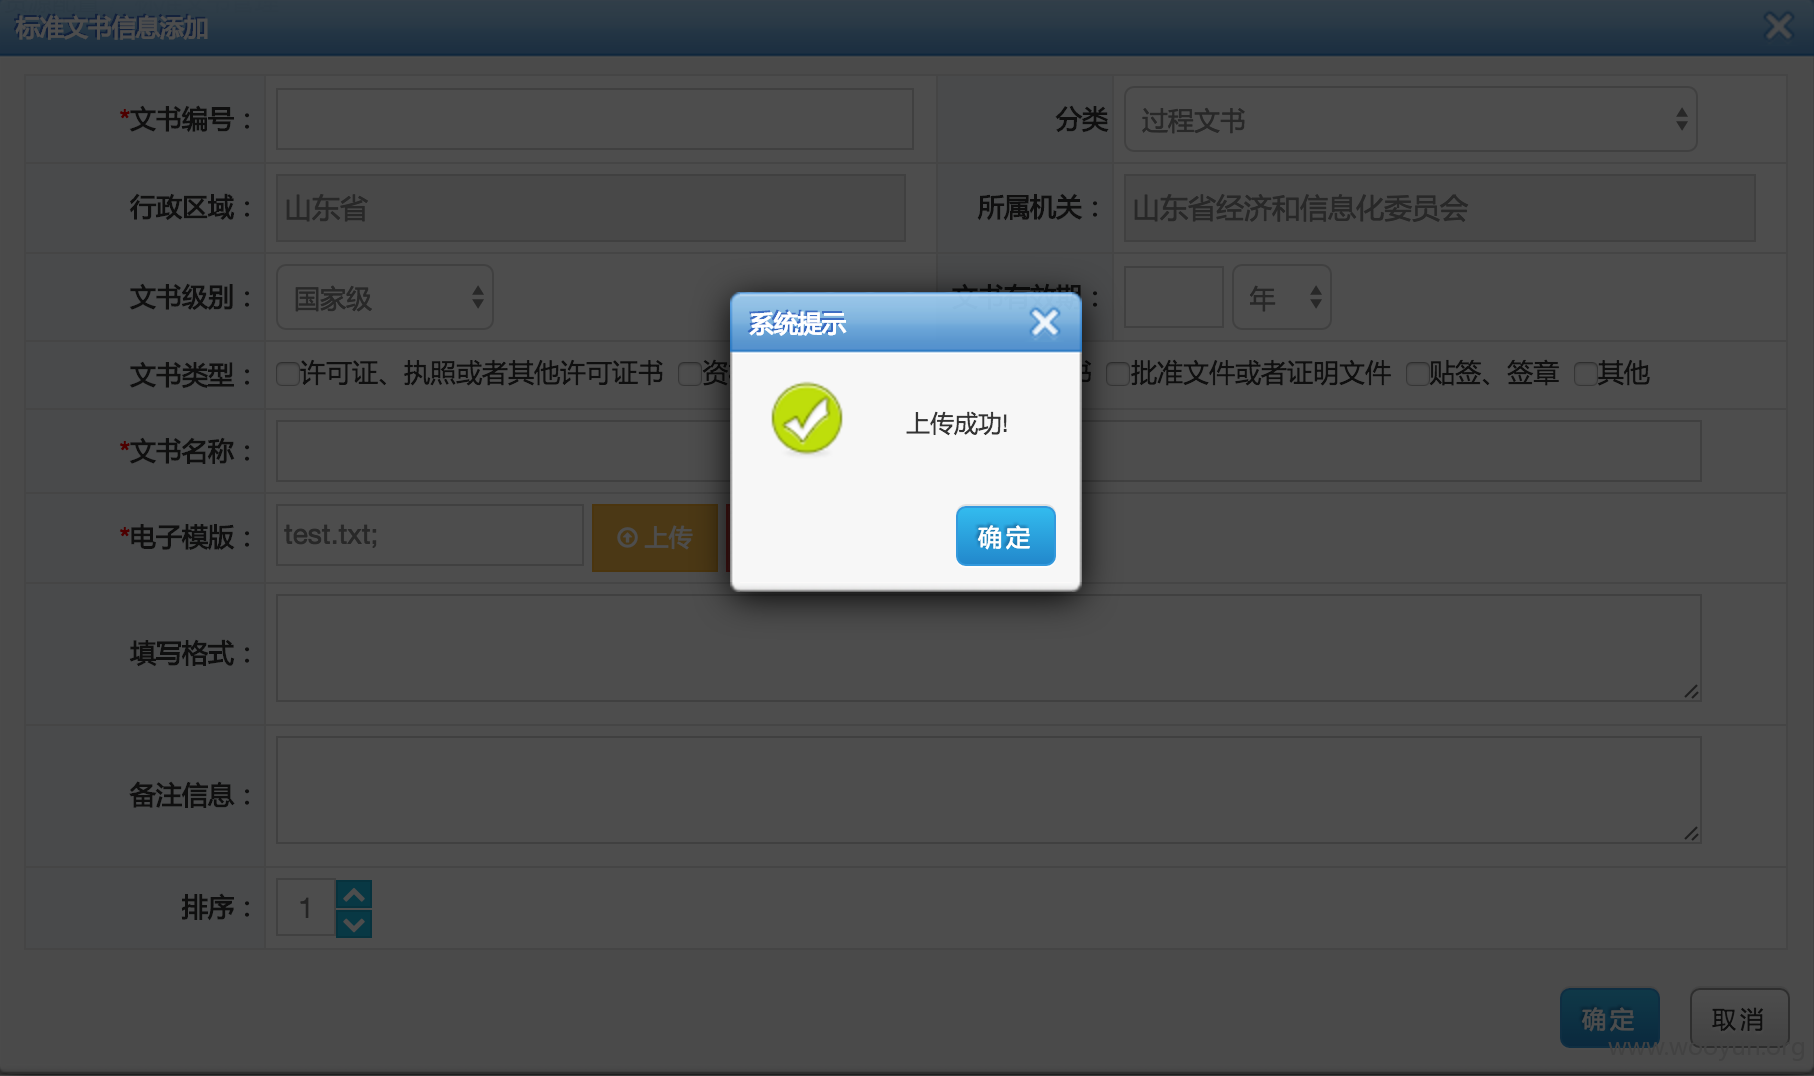 标准文书信息添加
*文书编号：
分类 过程文书
行政区域： 山东省
所属机关： 山东省经济和信息化委员会
文书级别： 国家级
文书有效期： 年
系统提示
文书类型： 许可证、执照或者其他许可证书 资 书 批准文件或者证明文件 贴签、签章 其他
上传成功!
*文书名称：
*电子模版： test.txt; 上传
确定
填写格式：
备注信息：
排序： 1
确定 取消
www.wooyun.org